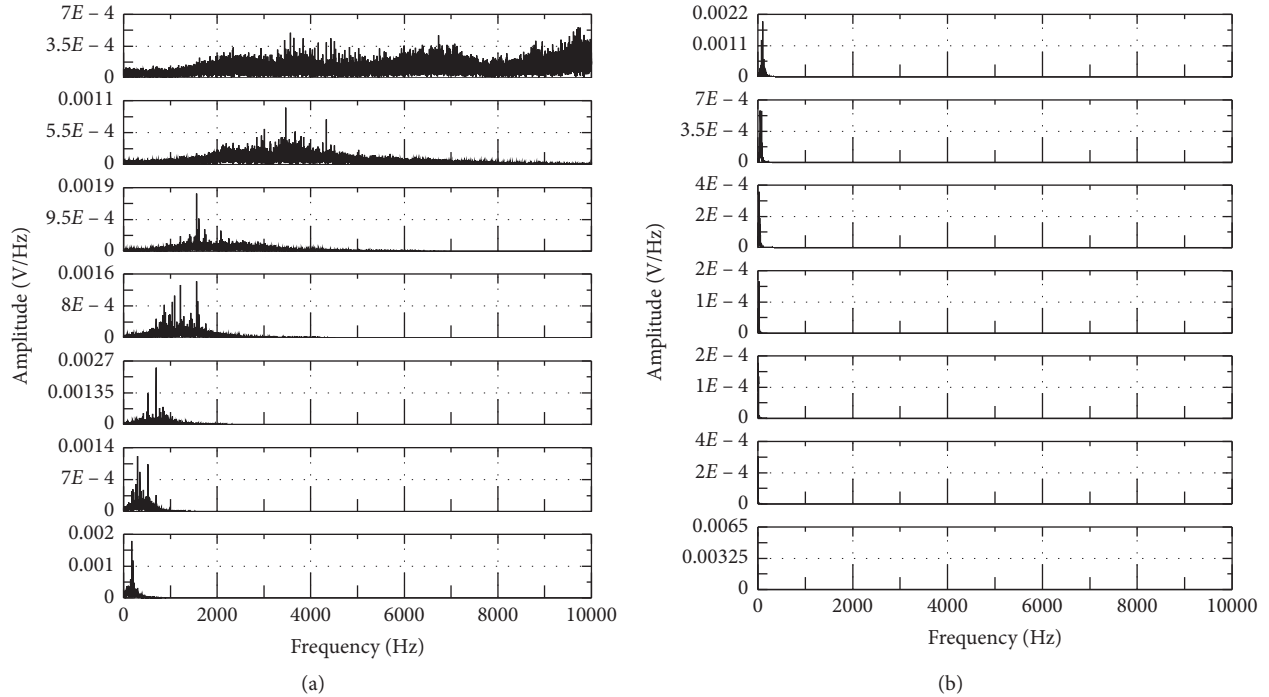 7E – 4
3.5E – 4
0
0.0011
5.5E – 4
0
0.0019
9.5E – 4
0
0.0016
8E – 4
0
0.0027
0.00135
0
0.0014
7E – 4
0
0.002
0.001
0
0 2000 4000 6000 8000 10000
Amplitude (V/Hz)
Frequency (Hz)
(a)
0.0022
0.0011
0
7E – 4
3.5E – 4
0
4E – 4
2E – 4
0
2E – 4
1E – 4
0
2E – 4
1E – 4
0
4E – 4
2E – 4
0
0.0065
0.00325
0
0 2000 4000 6000 8000 10000
Amplitude (V/Hz)
Frequency (Hz)
(b)